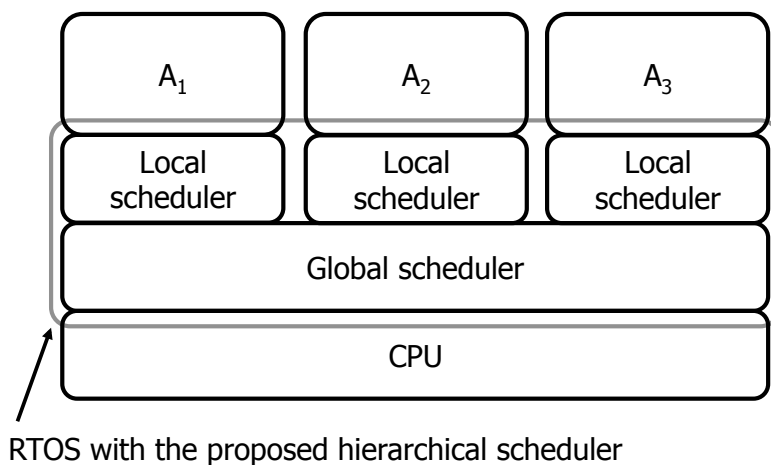 A₁ A₂ A₃
Local Local Local
scheduler scheduler scheduler
Global scheduler
CPU
RTOS with the proposed hierarchical scheduler